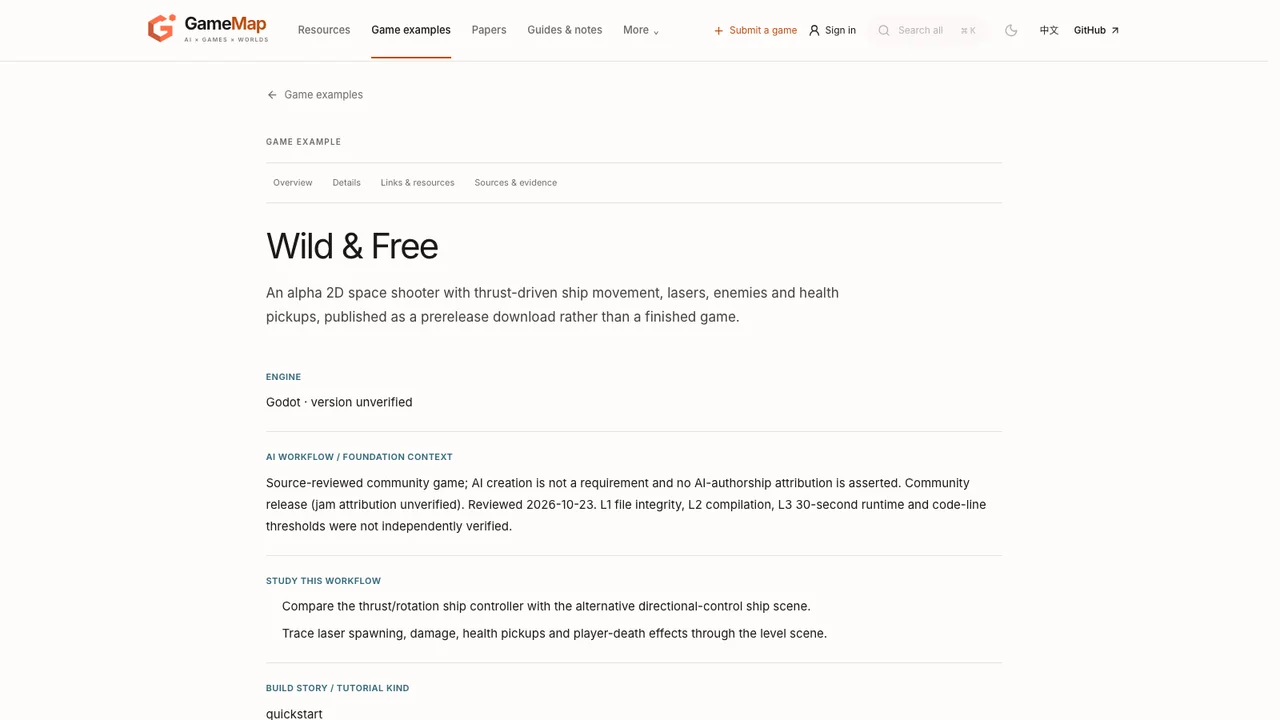 GameMap
AI × GAMES × WORLDS
Resources
Game examples
Papers
Guides & notes
More
Submit a game
Sign in
Search all
⌘ K
中文
GitHub
Game examples
GAME EXAMPLE
Overview
Details
Links & resources
Sources & evidence
Wild & Free
An alpha 2D space shooter with thrust-driven ship movement, lasers, enemies and health
pickups, published as a prerelease download rather than a finished game.
ENGINE
Godot · version unverified
AI WORKFLOW / FOUNDATION CONTEXT
Source-reviewed community game; AI creation is not a requirement and no AI-authorship attribution is asserted. Community
release (jam attribution unverified). Reviewed 2026-10-23. L1 file integrity, L2 compilation, L3 30-second runtime and code-line
thresholds were not independently verified.
STUDY THIS WORKFLOW
Compare the thrust/rotation ship controller with the alternative directional-control ship scene.
Trace laser spawning, damage, health pickups and player-death effects through the level scene.
BUILD STORY / TUTORIAL KIND
quickstart